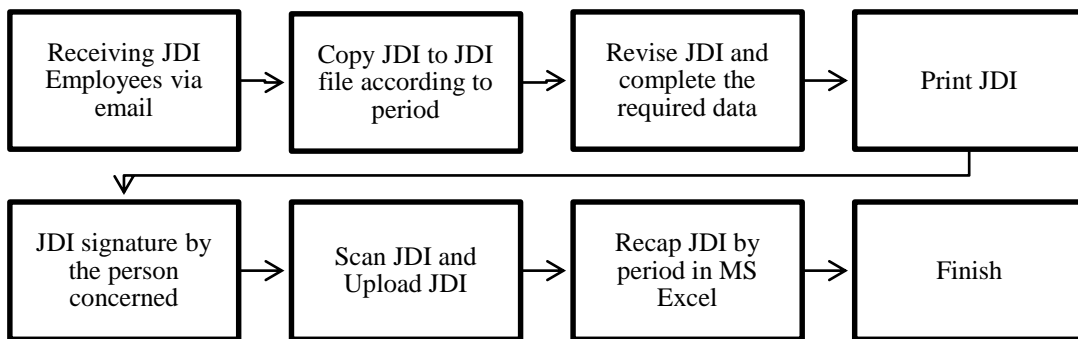 Receiving JDI
Employees via
email
Copy JDI to JDI
file according to
period
Revise JDI and
complete the
required data
Print JDI
JDI signature by
the person
concerned
Scan JDI and
Upload JDI
Recap JDI by
period in MS
Excel
Finish